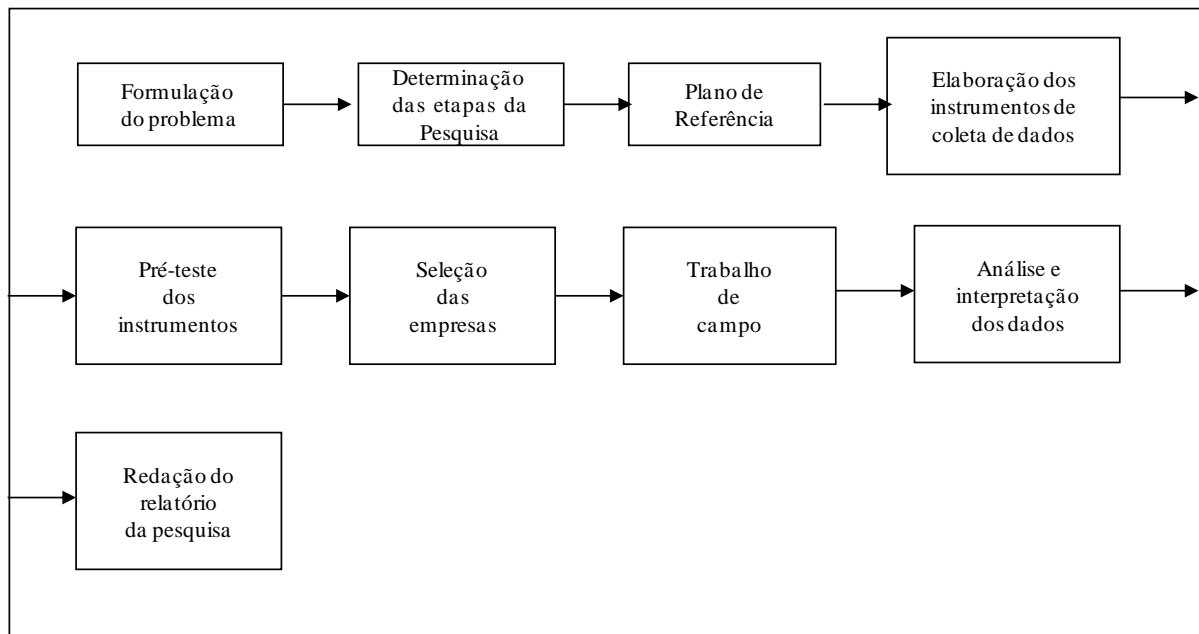 Formulação
do problema
Determinação
das etapas da
Pesquisa
Plano de
Referência
Elaboração dos
instrumentos de
coleta de dados
Pré-teste
dos
instrumentos
Seleção
das
empresas
Trabalho
de
campo
Análise e
interpretação
dos dados
Redação do
relatório
da pesquisa